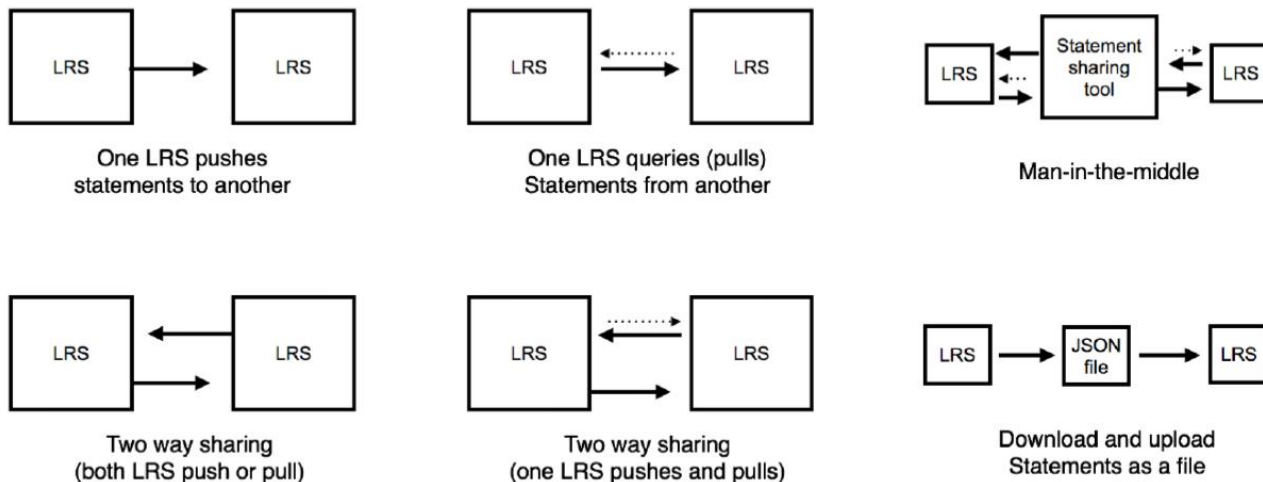 LRS
LRS
One LRS pushes
statements to another
LRS
LRS
One LRS queries (pulls)
Statements from another
LRS
Statement
sharing
tool
LRS
Man-in-the-middle
LRS
LRS
Two way sharing
(both LRS push or pull)
LRS
LRS
Two way sharing
(one LRS pushes and pulls)
LRS
JSON
file
LRS
Download and upload
Statements as a file